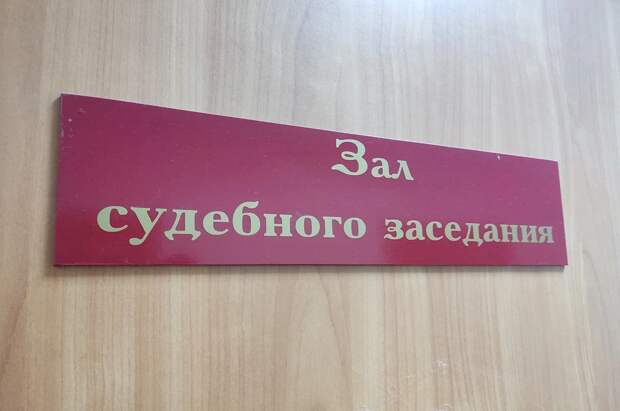 Зал
судебного заседания